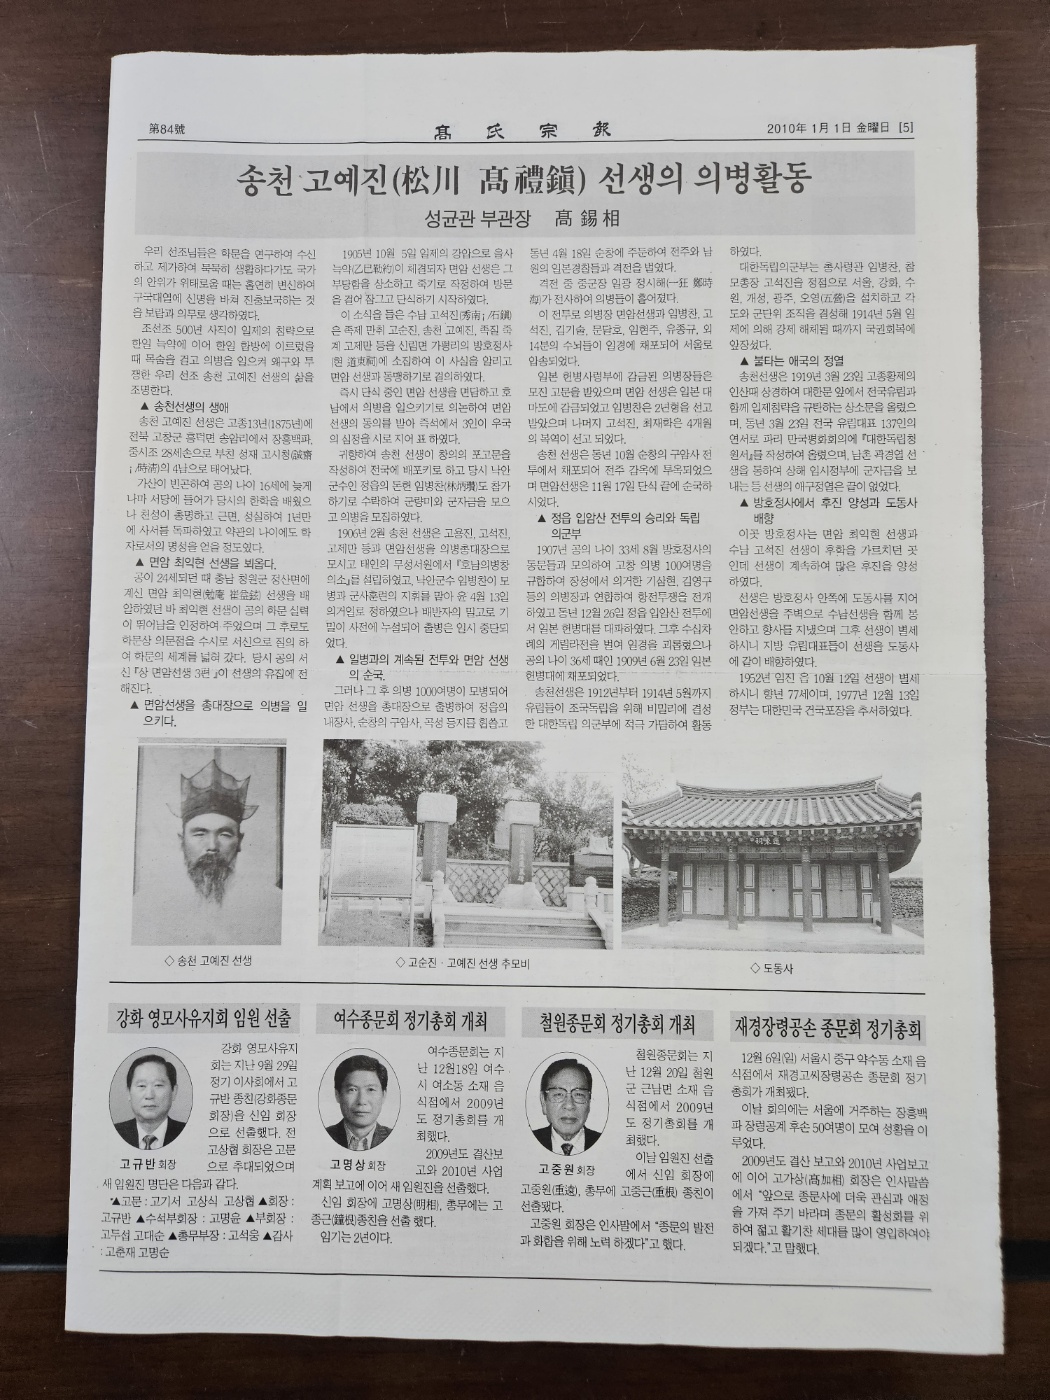 第84號
髙氏宗報
2010年 1月 1日 金曜日 [5]
송천 고예진(松川 髙禮鎭) 선생의 의병활동
성균관 부관장 髙錫相
우리 선조님들은 학문을 연구하여 수신
하고 제가하여 묵묵히 생활하다가도 국가
의 안위가 위태로울 때는 홀연히 변신하여
구국대열에 신명을 바쳐 진충보국하는 것
을 보람과 의무로 생각하였다.
조선조 500년 사직이 일제의 침략으로
한일 늑약에 이어 한일 합방에 이르렀을
때 목숨을 걸고 의병을 일으켜 왜구와 투
쟁한 우리 선조 송천 고예진 선생의 삶을
조명한다.
▲ 송천선생의 생애
송천 고예진 선생은 고종13년(1875년)에
전북 고창군 흥덕면 송암리에서 장흥백파,
중시조 28세손으로 부친 성재 고시청(誠齋
; /時淸)의 4남으로 태어났다.
가산이 빈곤하여 공의 나이 16세에 늦게
나마 서당에 들어가 당시의 한학을 배웠으
나 천성이 총명하고 근면, 성실하여 1년만
에 사서를 독파하였고 약관의 나이에도 학
자로서의 명성을 얻을 정도였다.
▲ 면암 최익현 선생을 뵈옵다.
공이 24세되던 때 충남 청원군 정산면에
계신 면암 최익현(勉庵 崔益鉉) 선생을 배
알하였던 바 최익현 선생이 공의 학문 실력
이 뛰어남을 인정하여 주었으며 그 후로도
학문상 의문점을 수시로 서신으로 질의 하
여 학문의 세계를 넓혀 갔다. 당시 공의 서
신 『상 면암선생 3편』이 선생의 유집에 전
해진다.
▲ 면암선생을 총대장으로 의병을 일
으키다.
1905년 10월 5일 일제의 강압으로 을사
늑약(乙巳勒約)이 체결되자 면암 선생은 그
부당함을 상소하고 죽기로 작정하여 방문
을 걸어 잠그고 단식하기 시작하였다.
이 소식을 들은 수남 고석진(秀南 ; /石鎭)
은 족제 만취 고순진, 송천 고예진, 족질 죽
계 고제만 등을 신림면 가평리의 방호정사
(현 道東祠)에 소집하여 이 사실을 알리고
면암 선생과 동맹하기로 결의하였다.
즉시 단식 중인 면암 선생을 면담하고 호
남에서 의병을 일으키기로 의논하여 면암
선생의 동의를 받아 즉석에서 3인이 우국
의 심정을 시로 지어 표 하였다.
귀향하여 송천 선생이 창의의 포고문을
작성하여 전국에 배포키로 하고 당시 낙안
군수인 정읍의 돈헌 임병찬(林炳瓚)도 참가
하기로 수락하여 군량미와 군자금을 모으
고 의병을 모집하였다.
1906년 2월 송천 선생은 고용진, 고석진,
고제만 등과 면암선생을 의병총대장으로
모시고 태인의 무성서원에서 『호남의병창
의소』를 설립하였고, 낙안군수 임병찬이 모
병과 군사훈련의 지휘를 맡아 윤 4월 13일
의거일로 정하였으나 배반자의 밀고로 기
밀이 사전에 누설되어 출병은 일시 중단되
었다.
▲ 일병과의 계속된 전투와 면암 선생
의 순국.
그러나 그 후 의병 1000여명이 모병되어
면암 선생을 총대장으로 출병하여 정읍의
내장사, 순창의 구암사, 곡성 등지를 휩쓸고
동년 4월 18일 순창에 주둔하여 전주와 남
원의 일본경찰들과 격전을 벌였다.
격전 중 중군장 일광 정시해(一狂 鄭時
海)가 전사하여 의병들이 흩어졌다.
이 전투로 의병장 면암선생과 임병찬, 고
석진, 김기술, 문달호, 임현주, 유종규, 외
14분의 수뇌들이 일경에 체포되어 서울로
압송되었다.
일본 헌병사령부에 감금된 의병장들은
모진 고문을 받았으며 면암 선생은 일본 대
마도에 감금되었고 임병찬은 2년형을 선고
받았으며 나머지 고석진, 최재학은 4개월
의 복역이 선고 되었다.
송천 선생은 동년 10월 순창의 구암사 전
투에서 체포되어 전주 감옥에 투옥되었으
며 면암선생은 11월 17일 단식 끝에 순국하
시었다.
▲ 정읍 입암산 전투의 승리와 독립
의군부
1907년 공의 나이 33세 8월 방호정사의
동문들과 모의하여 고창 의병 100여명을
규합하여 장성에서 의거한 기삼현, 김영구
등의 의병장과 연합하여 항전투쟁을 전개
하였고 동년 12월 26일 정읍 입암산 전투에
서 일본 헌병대를 대파하였다. 그후 수십차
례의 게릴라전을 벌여 일경을 괴롭혔으나
공의 나이 36세 때인 1909년 6월 23일 일본
헌병대에 체포되었다.
송천선생은 1912년부터 1914년 5월까지
유림들이 조국독립을 위해 비밀리에 결성
한 대한독립 의군부에 적극 가담하여 활동
하였다.
대한독립의군부는 총사령관 임병찬, 참
모총장 고석진을 정점으로 서울, 강화, 수
원, 개성, 광주, 오영(五營)을 설치하고 각
도와 군단위 조직을 결성해 1914년 5월 일
제에 의해 강제 해체될 때까지 국권회복에
앞장섰다.
▲ 불타는 애국의 정열
송천선생은 1919년 3월 23일 고종황제의
인산때 상경하여 대한문 앞에서 전국유림과
함께 일제침략을 규탄하는 상소문을 올렸으
며, 동년 3월 23일 전국 유림대표 137인의
연서로 파리 만국평화회의에 『대한독립청
원서』를 작성하여 올렸으며, 남촌 곽경렬 선
생을 통하여 상해 임시정부에 군자금을 보
내는 등 선생의 애구정열은 끝이 없었다.
▲ 방호정사에서 후진 양성과 도동사
배향
이곳 방호정사는 면암 최익현 선생과
수남 고석진 선생이 후학을 가르치던 곳
인데 선생이 계속하여 많은 후진을 양성
하였다.
선생은 방호정사 안쪽에 도동사를 지어
면암선생을 주벽으로 수남선생을 함께 봉
안하고 향사를 지냈으며 그후 선생이 별세
하시니 지방 유림대표들이 선생을 도동사
에 같이 배향하였다.
1952년 임진 음 10월 12일 선생이 별세
하시니 향년 77세이며, 1977년 12월 13일
정부는 대한민국 건국포장을 추서하였다.
◇ 송천 고예진 선생
◇ 고순진 · 고예진 선생 추모비
◇ 도동사
강화 영모사유지회 임원 선출
강화 영모사유지
회는 지난 9월 29일
정기 이사회에서 고
규반 종친(강화종문
회장)을 신임 회장
으로 선출했다. 전
고상협 회장은 고문
으로 추대되었으며
새 임원진 명단은 다음과 같다.
▲고문 : 고기서 고상식 고상협 ▲회장 :
고규반 ▲수석부회장 : 고명윤 ▲부회장 :
고두섭 고대순 ▲총무부장 : 고석웅 ▲감사
: 고춘재 고명순
고규반 회장
여수종문회 정기총회 개최
여수종문회는 지
난 12월18일 여수
시 여소동 소재 음
식점에서 2009년
도 정기총회를 개
최했다.
2009년도 결산보
고와 2010년 사업
계획 보고에 이어 새 임원진을 선출했다.
신임 회장에 고명상(明相), 총무에는 고
종근(鐘根)종친을 선출 했다.
임기는 2년이다.
고명상 회장
철원종문회 정기총회 개최
철원종문회는 지
난 12월 20일 철원
군 근남면 소재 음
식점에서 2009년
도 정기총회를 개
최했다.
이날 임원진 선출
에서 신임 회장에
고중원(重遠), 총무에 고중근(重根) 종친이
선출됐다.
고중원 회장은 인사말에서 “종문의 발전
과 화합을 위해 노력 하겠다”고 했다.
고중원 회장
재경장령공손 종문회 정기총회
12월 6일(일) 서울시 중구 약수동 소재 음
식점에서 재경고씨장령공손 종문회 정기
총회가 개최됐다.
이날 회의에는 서울에 거주하는 장흥백
파 장령공계 후손 50여명이 모여 성황을 이
루었다.
2009년도 결산 보고와 2010년 사업보고
에 이어 고가상(髙加相) 회장은 인사말씀
에서 “앞으로 종문사에 더욱 관심과 애정
을 가져 주기 바라며 종문의 활성화를 위
하여 젊고 활기찬 세대를 많이 영입하여야
되겠다.”고 말했다.